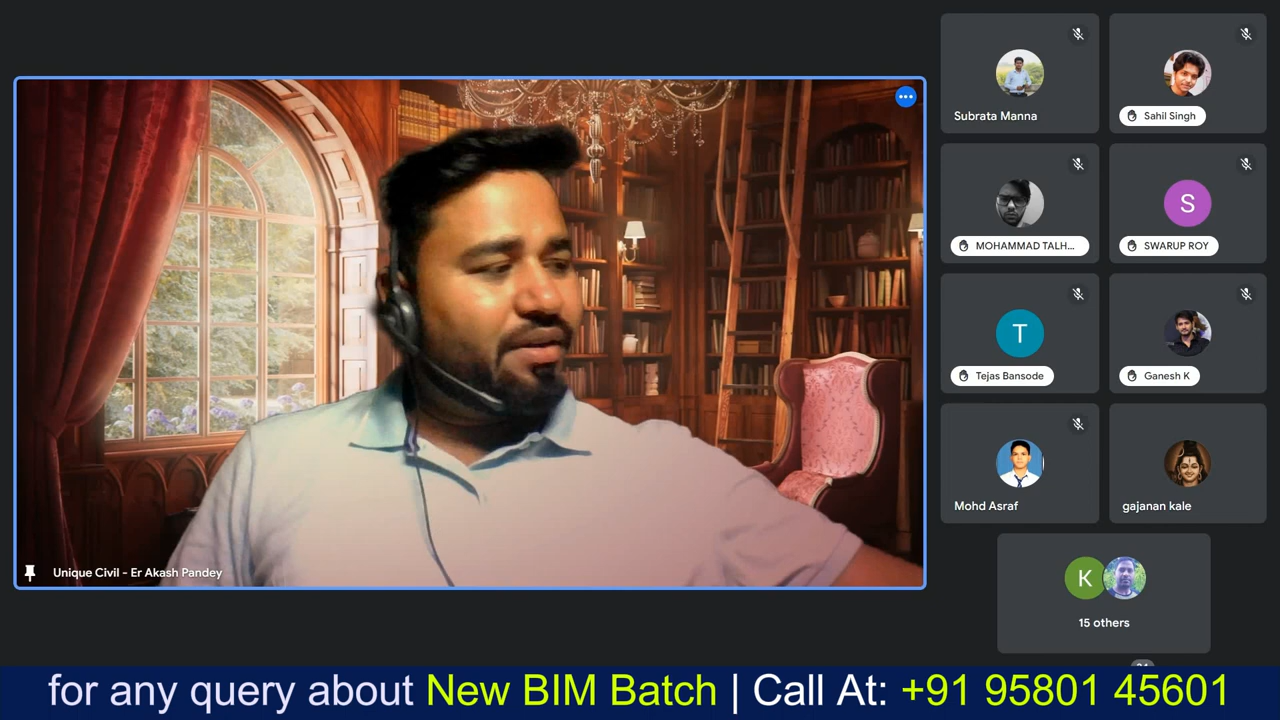 Subrata Manna
Sahil Singh
MOHAMMAD TALH...
S
SWARUP ROY
T
Tejas Bansode
Ganesh K
Mohd Asraf
gajanan kale
K
15 others
Unique Civil - Er Akash Pandey
for any query about New BIM Batch | Call At: +91 95801 45601